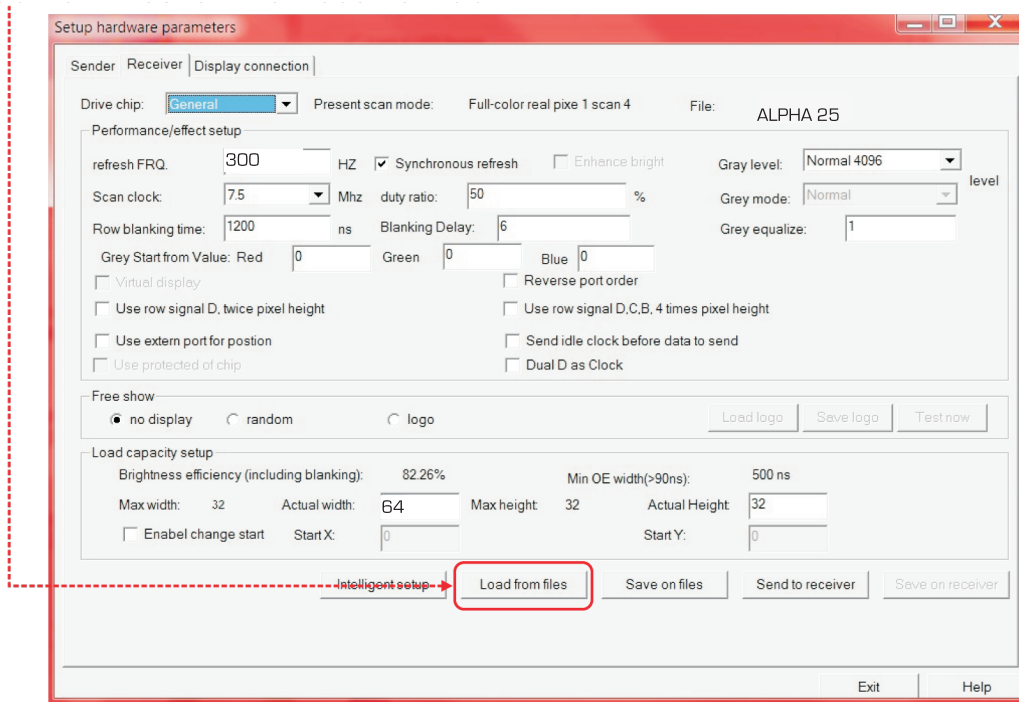 Setup hardware parameters
Sender Receiver Display connection
Drive chip: General Present scan mode: Full-color real pixe 1 scan 4 File: ALPHA 25
Performance/effect setup
refresh FRQ. 300 HZ Synchronous refresh Enhance bright Gray level: Normal 4096 level
Scan clock: 7.5 Mhz duty ratio: 50 % Grey mode: Normal
Row blanking time: 1200 ns Blanking Delay: 6 Grey equalize: 1
Grey Start from Value: Red 0 Green 0 Blue 0
Virtual display Reverse port order
Use row signal D, twice pixel height Use row signal D,C,B, 4 times pixel height
Use extern port for postion Send idle clock before data to send
Use protected of chip Dual D as Clock
Free show
no display random logo Load logo Save logo Test now
Load capacity setup
Brightness efficiency (including blanking): 82.26% Min OE width(>90ns): 500 ns
Max width: 32 Actual width: 64 Max height: 32 Actual Height: 32
Enabel change start Start X: 0 Start Y: 0
Intelligent setup Load from files Save on files Send to receiver Save on receiver
Exit Help